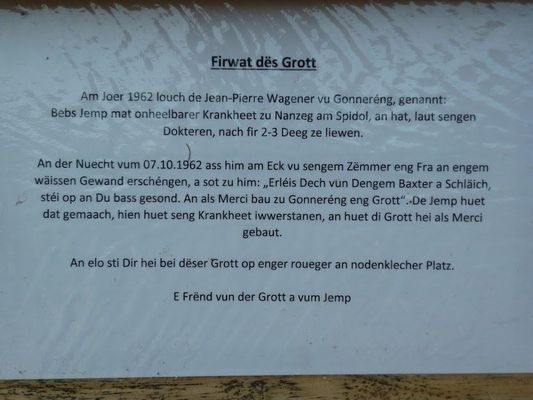 Firwat dës Grott
Am Joer 1962 louch de Jean-Pierre Wagener vu Gonneréng, genannt:
Bebs Jemp mat onheelbarer Krankheet zu Nanzeg am Spidol, an hat, laut sengen
Dokteren, nach fir 2-3 Deeg ze liewen.
An der Nuecht vum 07.10.1962 ass him am Eck vu sengem Zëmmer eng Fra an engem
wäissen Gewand erschéngen, a sot zu him: „Erléis Dech vun Dengem Baxter a Schläich,
stéi op an Du bass gesond. An als Merci bau zu Gonneréng eng Grott“. De Jemp huet
dat gemaach, hien huet seng Krankheet iwwerstanen, an huet di Grott hei als Merci
gebaut.
An elo sti Dir hei bei dëser Grott op enger roueger an nodenklecher Platz.
E Frënd vun der Grott a vum Jemp